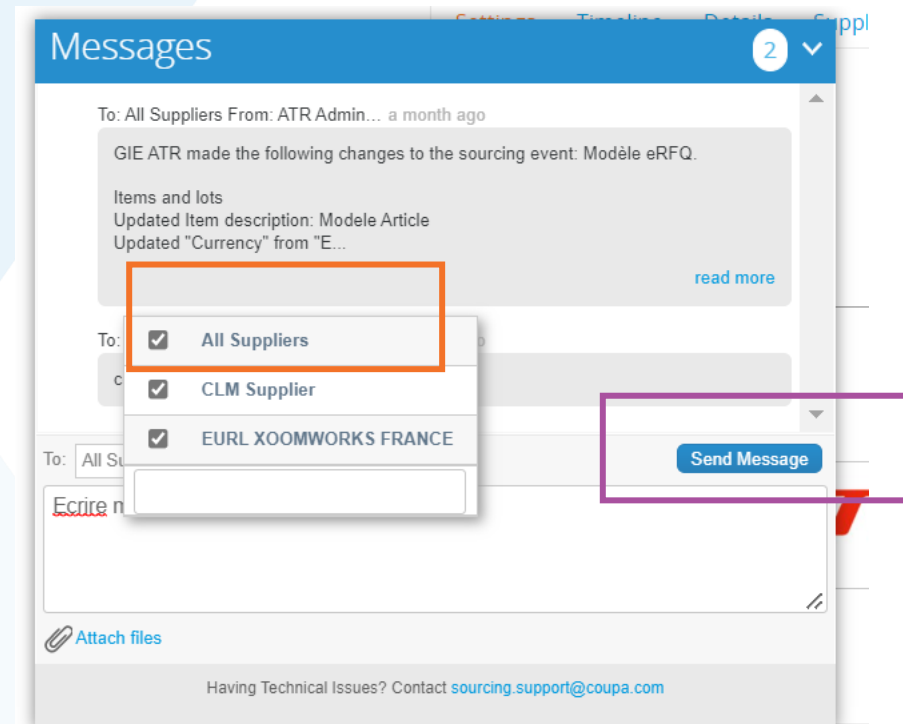 Settings Timeline Details Suppl
Messages
2
To: All Suppliers From: ATR Admin... a month ago
GIE ATR made the following changes to the sourcing event: Modèle eRFQ.
Items and lots
Updated Item description: Modele Article
Updated "Currency" from "E...
read more
To:
All Suppliers
c
CLM Supplier
EURL XOOMWORKS FRANCE
To: All Su
Send Message
Ecrire m
Attach files
Having Technical Issues? Contact sourcing.support@coupa.com